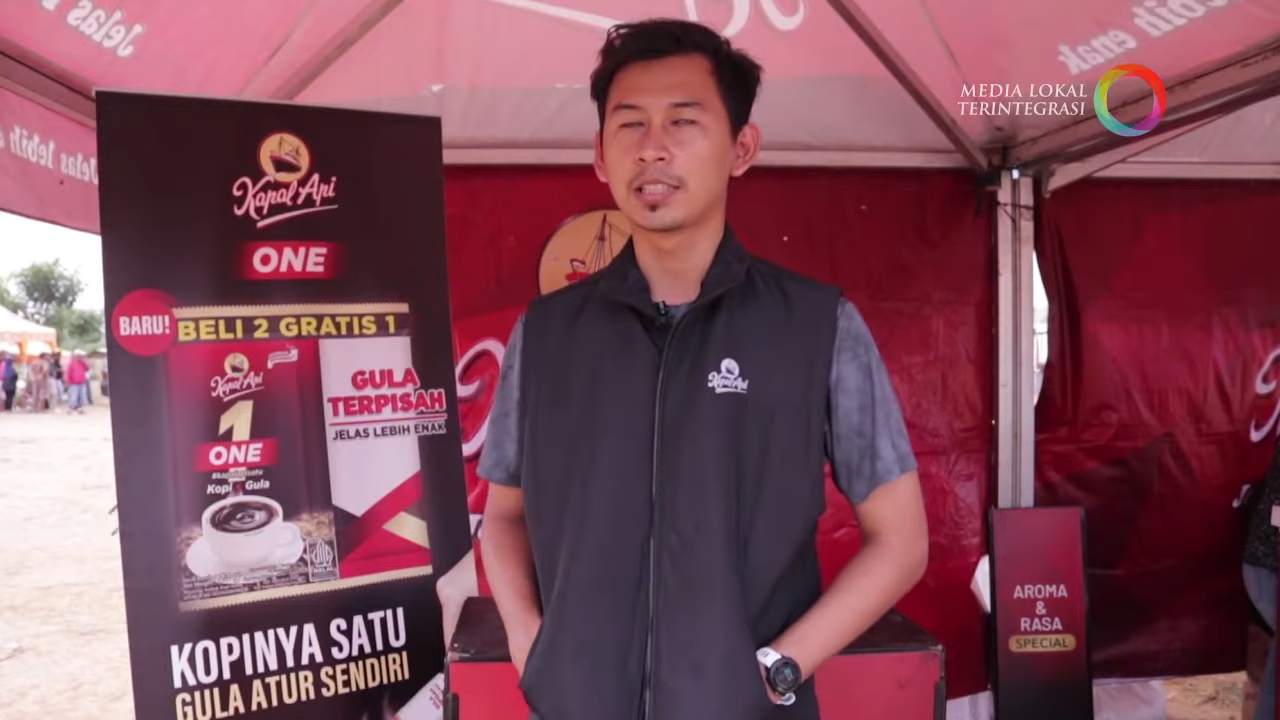 Jelas
lebih enak
Jelas lebih
MEDIA LOKAL
TERINTEGRASI
Kapal Api
ONE
BARU!
BELI 2 GRATIS 1
Kapal Api
1
ONE
Kopi Gula
GULA
TERPISAH
JELAS LEBIH ENAK
HALAL
KOPINYA SATU
GULA ATUR SENDIRI
Kapal Api
AROMA
&
RASA
SPECIAL